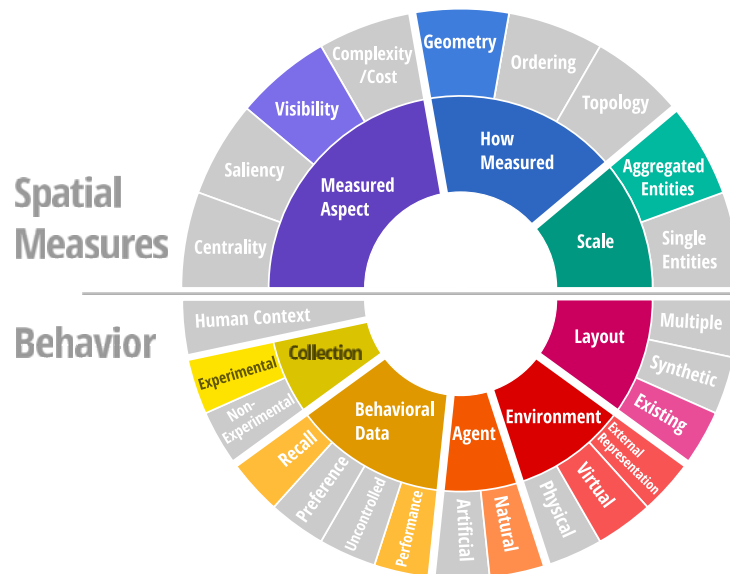 Spatial
Measures
Centrality
Saliency
Visibility
Complexity
/Cost
Measured
Aspect
Geometry
Ordering
Topology
How
Measured
Aggregated
Entities
Single
Entities
Scale
Behavior
Human Context
Collection
Experimental
Non-
Experimental
Behavioral
Data
Recall
Preference
Uncontrolled
Performance
Agent
Artificial
Natural
Environment
Physical
Virtual
External
Representation
Layout
Existing
Synthetic
Multiple